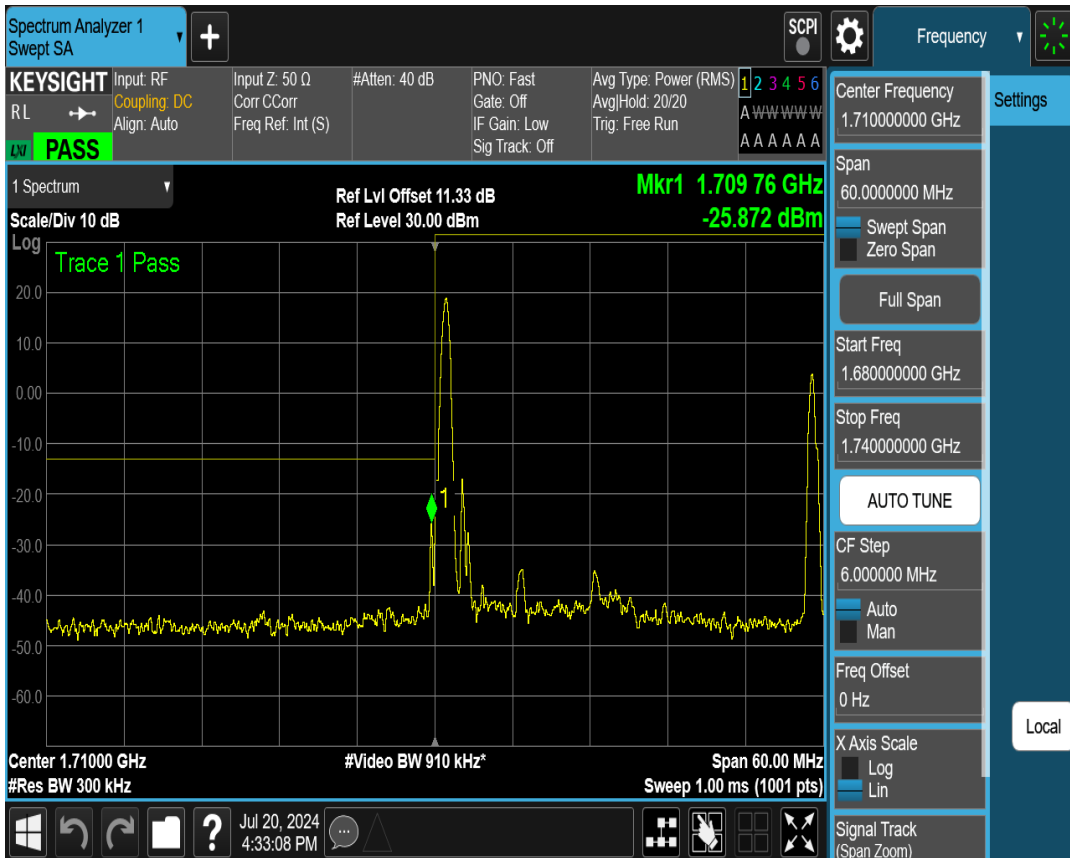 Spectrum Analyzer 1
Swept SA
SCPI
Frequency
KEYSIGHT
R L
LXI PASS
Input: RF
Coupling: DC
Align: Auto
Input Z: 50 Ω
Corr CCorr
Freq Ref: Int (S)
#Atten: 40 dB
PNO: Fast
Gate: Off
IF Gain: Low
Sig Track: Off
Avg Type: Power (RMS)
Avg|Hold: 20/20
Trig: Free Run
1 2 3 4 5 6
A W W W W W
A A A A A A
1 Spectrum
Scale/Div 10 dB
Ref Lvl Offset 11.33 dB
Ref Level 30.00 dBm
Mkr1 1.709 76 GHz
-25.872 dBm
Log
Trace 1 Pass
20.0
10.0
0.00
-10.0
-20.0
-30.0
-40.0
-50.0
-60.0
1
Center 1.71000 GHz
#Video BW 910 kHz*
Span 60.00 MHz
#Res BW 300 kHz
Sweep 1.00 ms (1001 pts)
Center Frequency
1.710000000 GHz
Span
60.0000000 MHz
Swept Span
Zero Span
Full Span
Start Freq
1.680000000 GHz
Stop Freq
1.740000000 GHz
AUTO TUNE
CF Step
6.000000 MHz
Auto
Man
Freq Offset
0 Hz
X Axis Scale
Log
Lin
Signal Track
(Span Zoom)
Settings
Local
?
Jul 20, 2024
4:33:08 PM